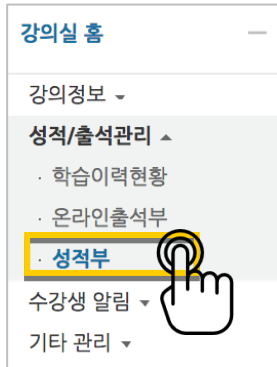 강의실 홈
강의정보
성적/출석관리
· 학습이력현황
· 온라인출석부
· 성적부
수강생 알림
기타 관리